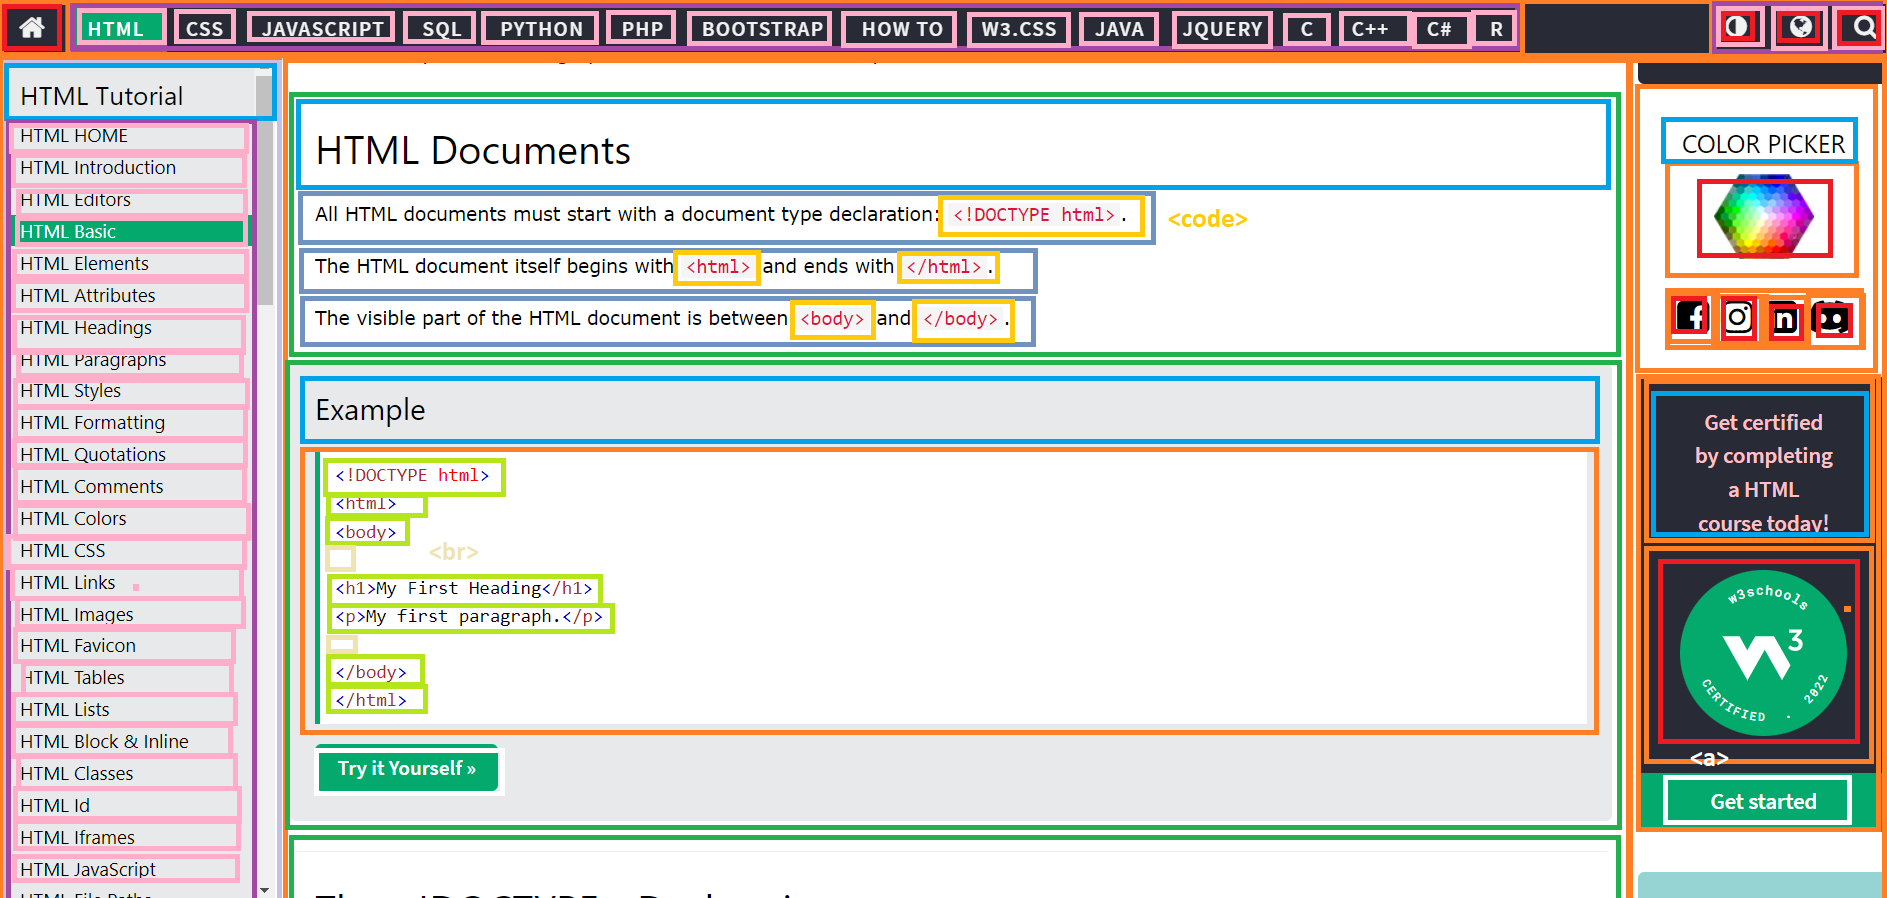 HTML CSS JAVASCRIPT SQL PYTHON PHP BOOTSTRAP HOW TO W3.CSS JAVA JQUERY C C++ C# R
HTML Tutorial
HTML HOME
HTML Introduction
HTML Editors
HTML Basic
HTML Elements
HTML Attributes
HTML Headings
HTML Paragraphs
HTML Styles
HTML Formatting
HTML Quotations
HTML Comments
HTML Colors
HTML CSS
HTML Links
HTML Images
HTML Favicon
HTML Tables
HTML Lists
HTML Block & Inline
HTML Classes
HTML Id
HTML Iframes
HTML JavaScript
HTML File Paths
HTML Documents
All HTML documents must start with a document type declaration: <!DOCTYPE html>.
<code>
The HTML document itself begins with <html> and ends with </html>.
The visible part of the HTML document is between <body> and </body>.
Example
<!DOCTYPE html>
<html>
<body>
<br>
<h1>My First Heading</h1>
<p>My first paragraph.</p>
</body>
</html>
Try it Yourself »
COLOR PICKER
Get certified
by completing
a HTML
course today!
w3schools
3
CERTIFIED . 2022
<a>
Get started